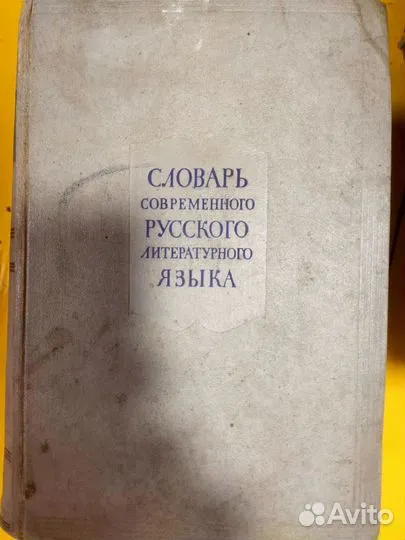 СЛОВАРЬ
СОВРЕМЕННОГО
РУССКОГО
ЛИТЕРАТУРНОГО
ЯЗЫКА
Avito